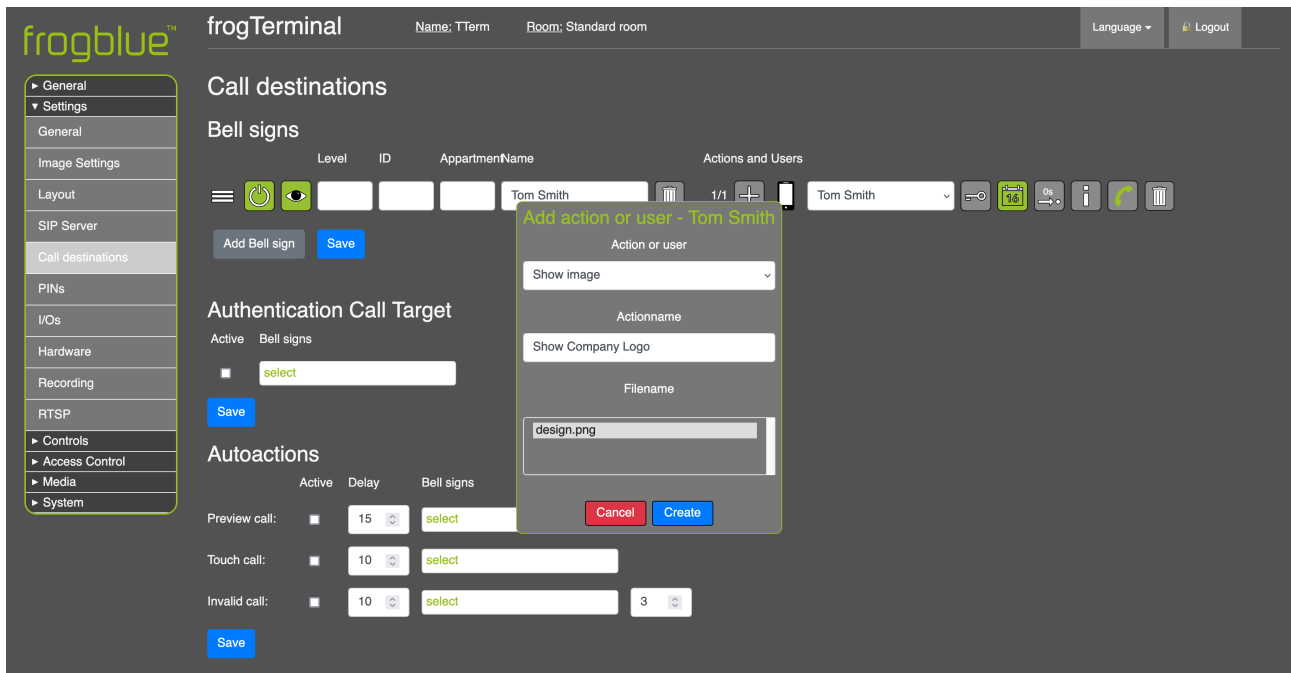 frogblue™
frogTerminal
Name: TTerm
Room: Standard room
Language
Logout
General
Settings
General
Image Settings
Layout
SIP Server
Call destinations
PINs
I/Os
Hardware
Recording
RTSP
Controls
Access Control
Media
System
Call destinations
Bell signs
Level ID Appartment Name Actions and Users
Tom Smith 1/1 Tom Smith 16 0s
Add Bell sign Save
Add action or user - Tom Smith
Action or user
Show image
Actionname
Show Company Logo
Filename
design.png
Cancel Create
Authentication Call Target
Active Bell signs
select
Save
Autoactions
Active Delay Bell signs
Preview call: 15 select
Touch call: 10 select
Invalid call: 10 select 3
Save